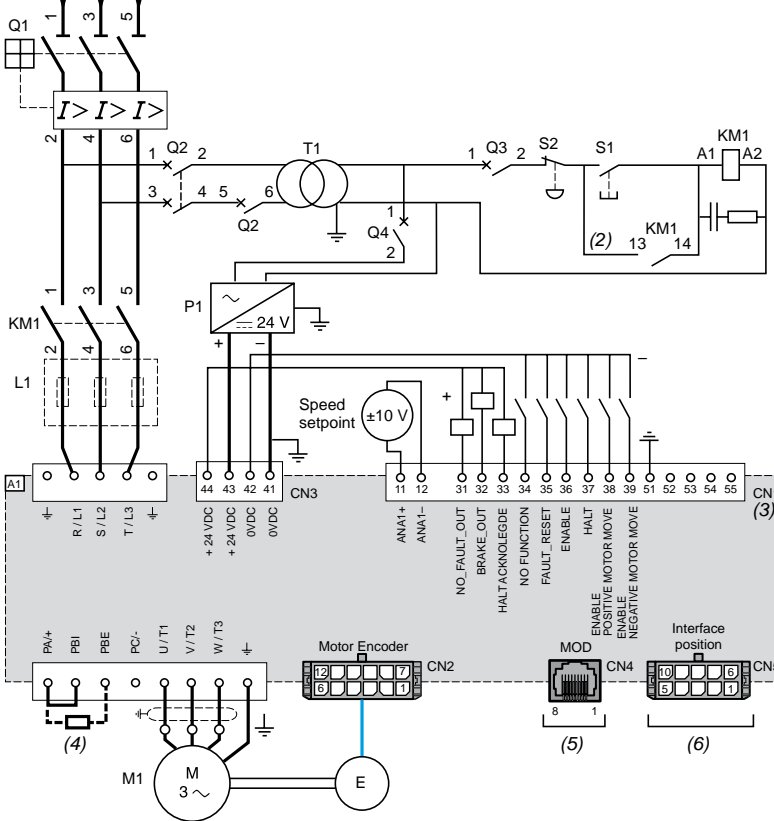 1 3 5
Q1
I> I> I>
2 4 6
1 Q2 2
T1
1 Q3 2
S2
S1
KM1
A1 A2
3 4 5 6
Q2
1
Q4
2
(2)
13 KM1 14
1 3 5
KM1
2 4 6
P1
24 V
+ –
L1
Speed
setpoint
±10 V
+
–
A1
R / L1
S / L2
T / L3
44 43 42 41
CN3
+ 24 VDC
+ 24 VDC
0VDC
0VDC
11 12
ANA1+
ANA1–
31 32 33 34 35 36 37 38 39 51 52 53 54 55
CN
(3)
NO_FAULT_OUT
BRAKE_OUT
HALT ACKNOLEGDE
NO FUNCTION
FAULT_RESET
ENABLE
HALT
ENABLE
POSITIVE MOTOR MOVE
ENABLE
NEGATIVE MOTOR MOVE
PA/+
PBI
PBE
PC/-
U / T1
V / T2
W / T3
Motor Encoder
12 7
6 1
CN2
MOD
CN4
8 1
(5)
Interface
position
10 6
5 1
CN5
(6)
(4)
M1
M
3 ~
E